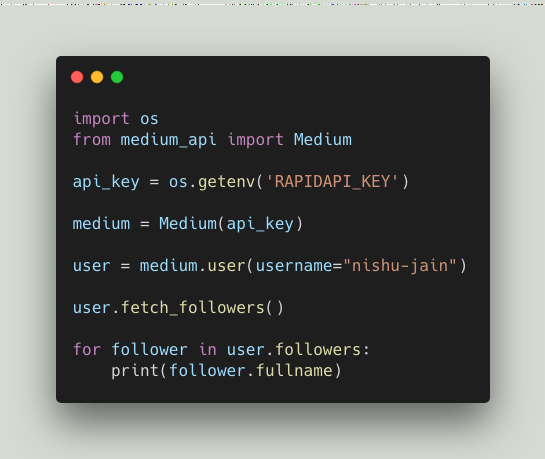 import os
from medium_api import Medium
api_key = os.getenv('RAPIDAPI_KEY')
medium = Medium(api_key)
user = medium.user(username="nishu-jain")
user.fetch_followers()
for follower in user.followers:
    print(follower.fullname)